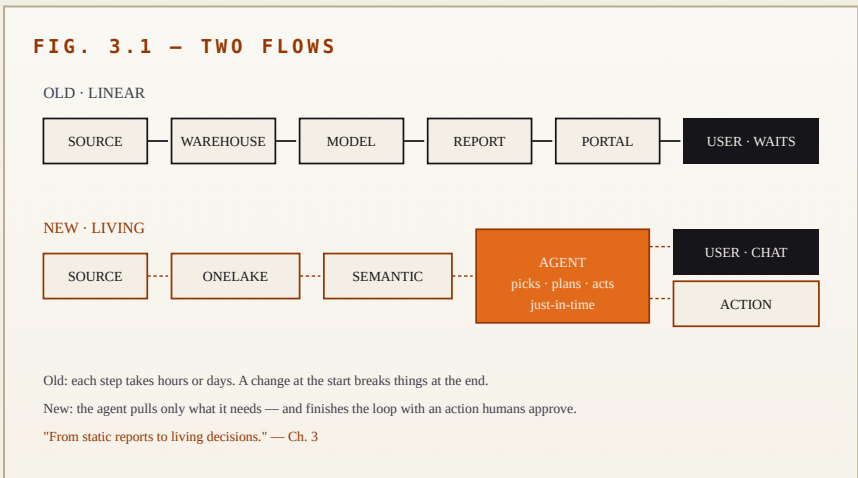 FIG. 3.1 — TWO FLOWS
OLD · LINEAR
SOURCE
WAREHOUSE
MODEL
REPORT
PORTAL
USER · WAITS
NEW · LIVING
SOURCE
ONELAKE
SEMANTIC
AGENT
picks · plans · acts
just-in-time
USER · CHAT
ACTION
Old: each step takes hours or days. A change at the start breaks things at the end.
New: the agent pulls only what it needs — and finishes the loop with an action humans approve.
"From static reports to living decisions." — Ch. 3